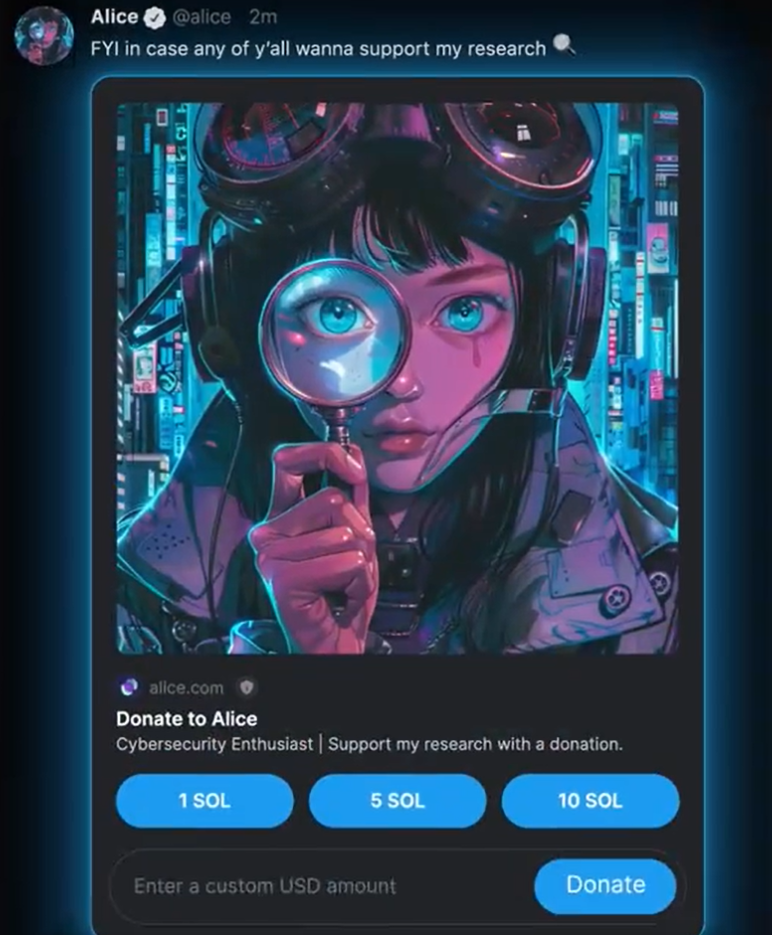 Alice @alice 2m
FYI in case any of y'all wanna support my research
alice.com
Donate to Alice
Cybersecurity Enthusiast | Support my research with a donation.
1 SOL 5 SOL 10 SOL
Enter a custom USD amount Donate